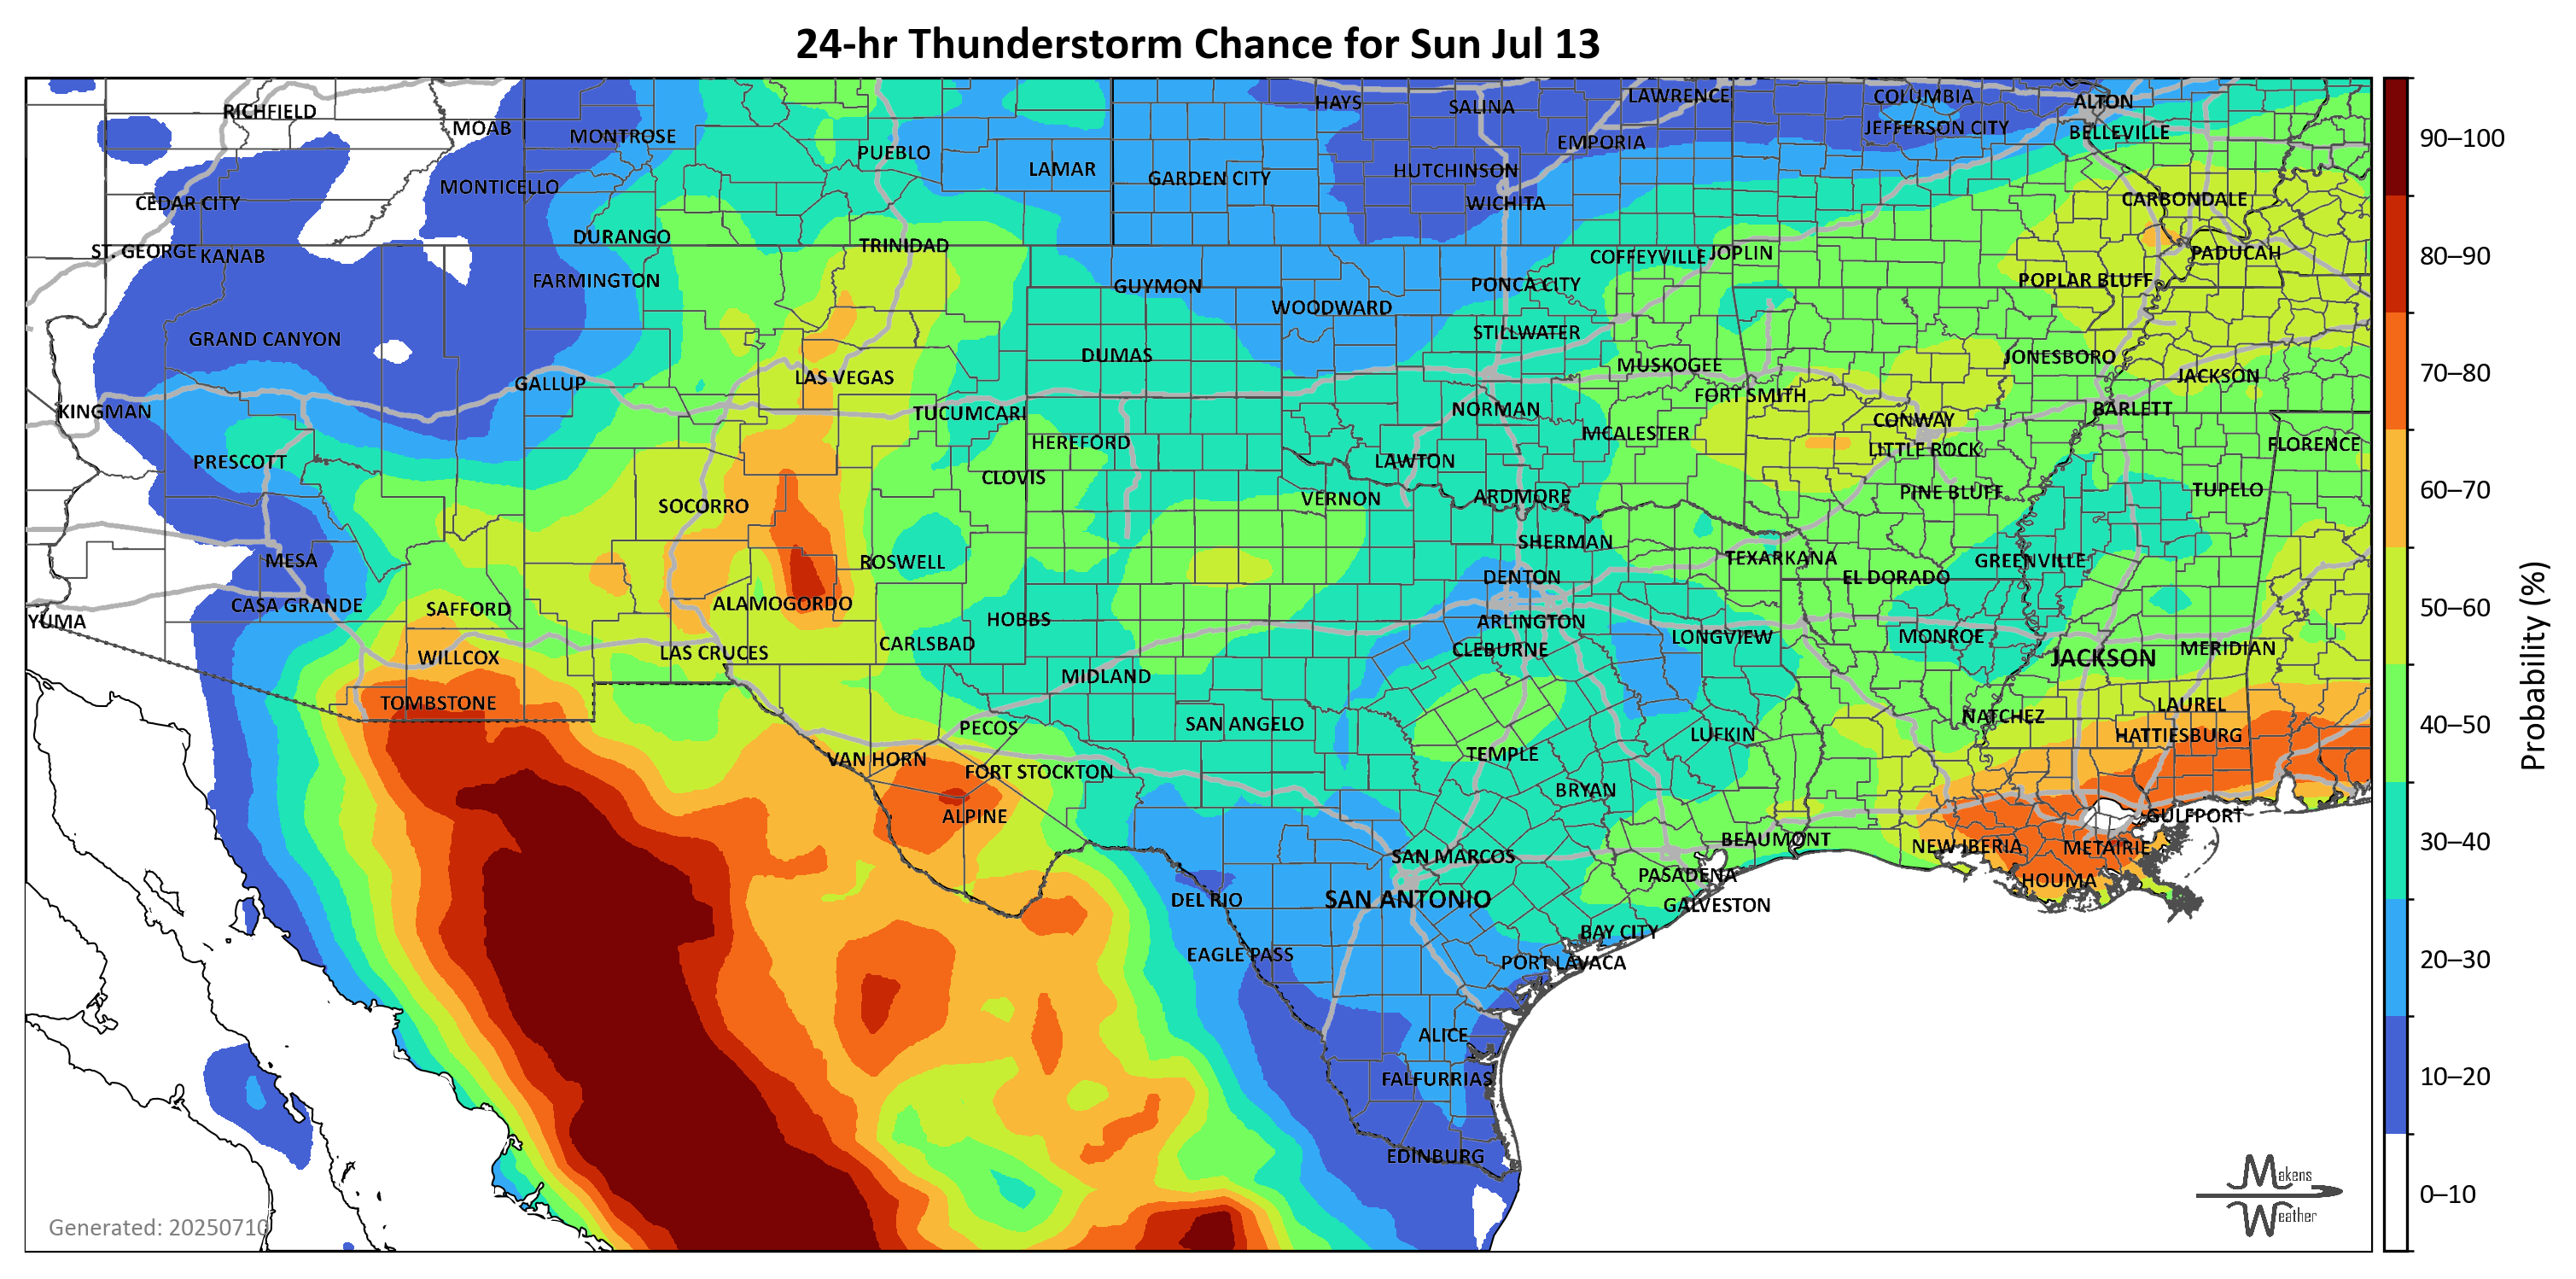 24-hr Thunderstorm Chance for Sun Jul 13
RICHFIELD
MOAB
MONTROSE
PUEBLO
LAMAR
GARDEN CITY
HAYS
SALINA
LAWRENCE
EMPORIA
COLUMBIA
JEFFERSON CITY
ALTON
BELLEVILLE
MONTICELLO
CEDAR CITY
HUTCHINSON
WICHITA
CARBONDALE
ST. GEORGE
KANAB
DURANGO
TRINIDAD
COFFEYVILLE
JOPLIN
PADUCAH
FARMINGTON
GUYMON
WOODWARD
PONCA CITY
POPLAR BLUFF
GRAND CANYON
DUMAS
STILLWATER
MUSKOGEE
JONESBORO
JACKSON
GALLUP
LAS VEGAS
KINGMAN
TUCUMCARI
NORMAN
FORT SMITH
CONWAY
BARLETT
HEREFORD
MCALESTER
LITTLE ROCK
FLORENCE
PRESCOTT
CLOVIS
LAWTON
SOCORRO
VERNON
ARDMORE
PINE BLUFF
TUPELO
MESA
ROSWELL
SHERMAN
TEXARKANA
GREENVILLE
CASA GRANDE
SAFFORD
ALAMOGORDO
DENTON
EL DORADO
YUMA
HOBBS
ARLINGTON
WILLCOX
LAS CRUCES
CARLSBAD
CLEBURNE
LONGVIEW
MONROE
JACKSON
MERIDIAN
TOMBSTONE
MIDLAND
PECOS
SAN ANGELO
LUFKIN
NATCHEZ
LAUREL
HATTIESBURG
VAN HORN
FORT STOCKTON
TEMPLE
BRYAN
ALPINE
GULFPORT
SAN MARCOS
BEAUMONT
NEW IBERIA
METAIRIE
PASADENA
HOUMA
DEL RIO
SAN ANTONIO
GALVESTON
BAY CITY
EAGLE PASS
PORT LAVACA
ALICE
FALFURRIAS
EDINBURG
Generated: 20250710
Makens
Weather
90–100
80–90
70–80
60–70
50–60
40–50
30–40
20–30
10–20
0–10
Probability (%)